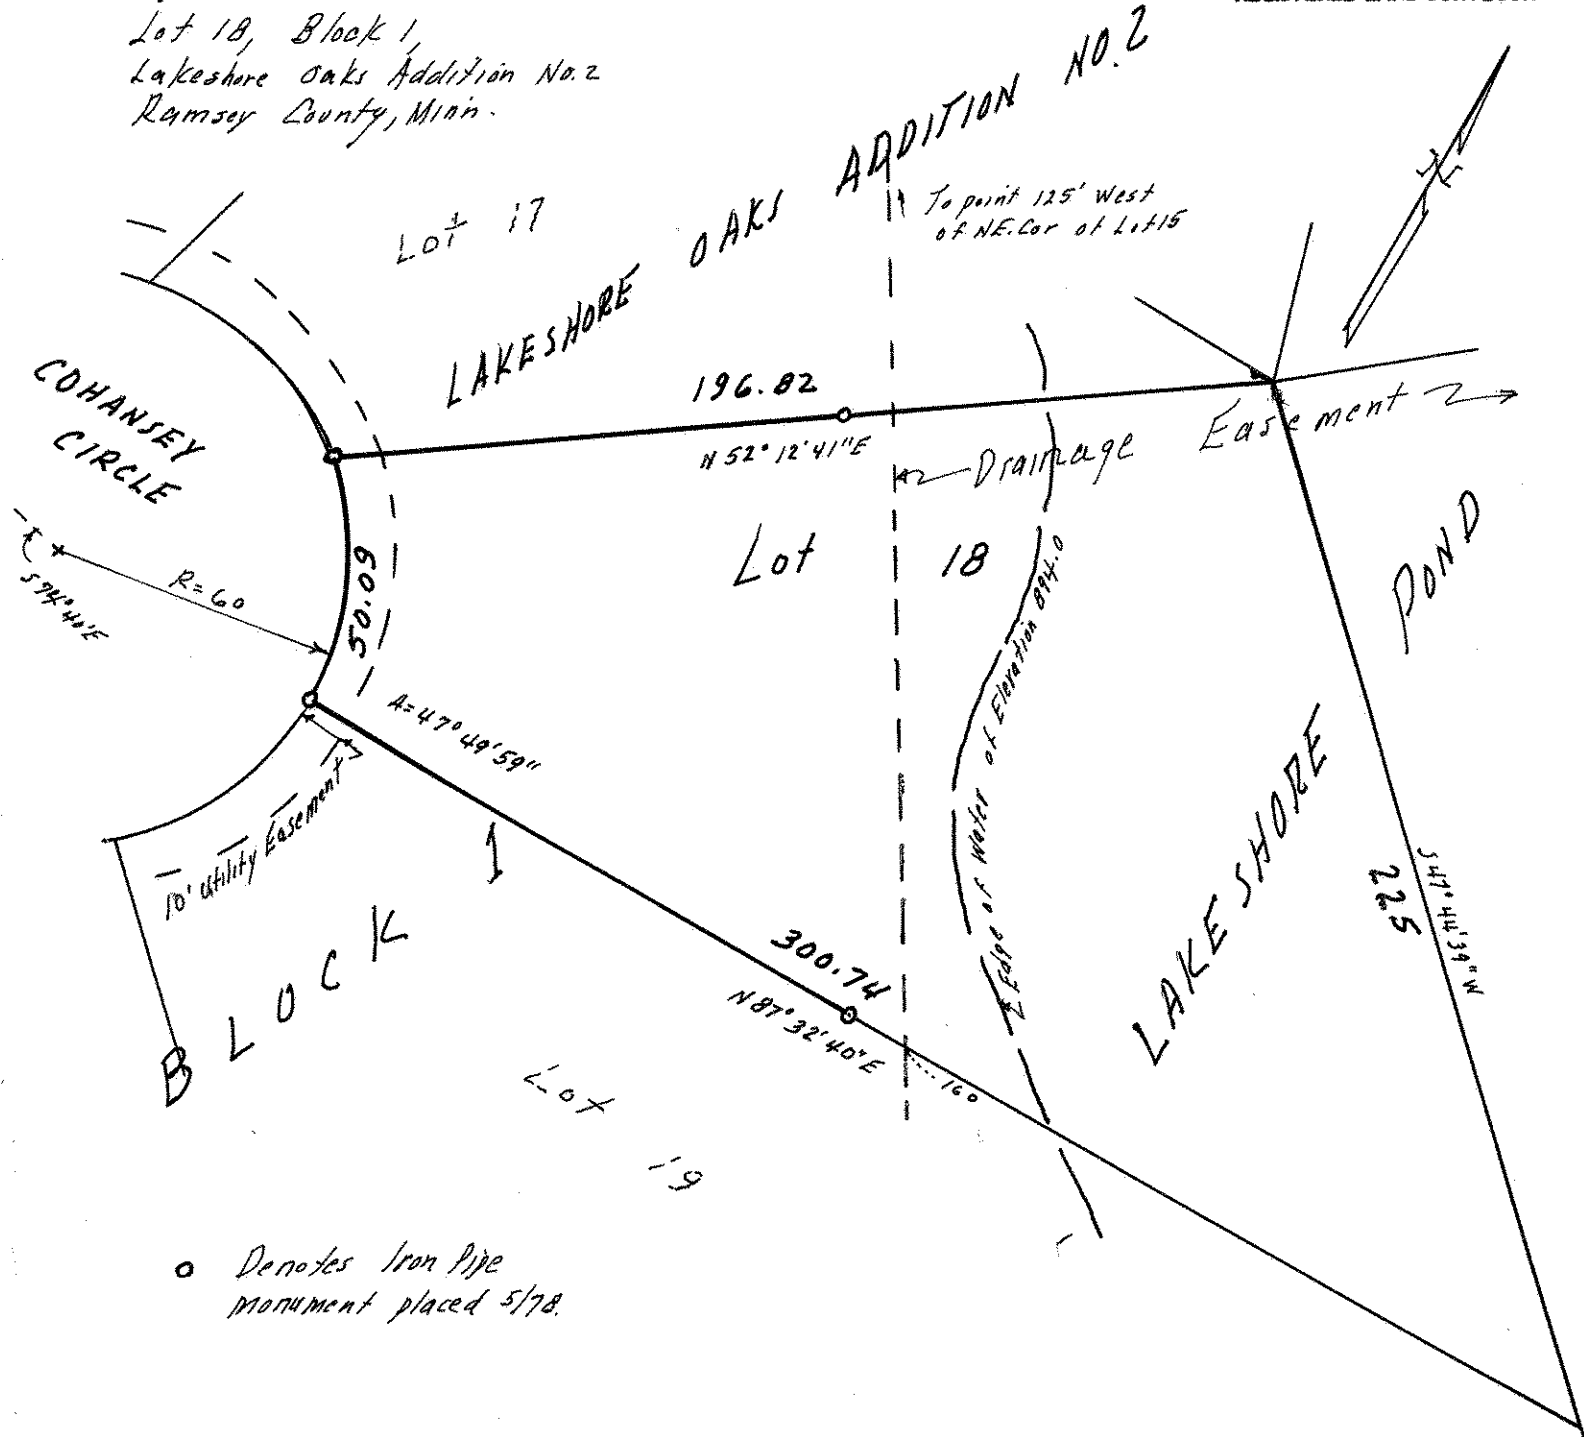 Lot 18, Block 1,
Lakeshore Oaks Addition No. 2
Ramsey County, Minn.
LAKESHORE OAKS ADDITION NO. 2
Lot 17
To point 125' West
of NE. Cor of Lot 15
COHANSEY
CIRCLE
196.82
N 52° 12' 41" E
Drainage Easement
Lot 18
R=60
S 74° 40' E
50.09
A=47° 49' 59"
10' Utility Easement
BLOCK 1
Edge of Water of Elevation 894.0
LAKESHORE POND
225
300.74
N 87° 32' 40" E
160
Lot 19
o Denotes Iron Pipe
monument placed 5/78.